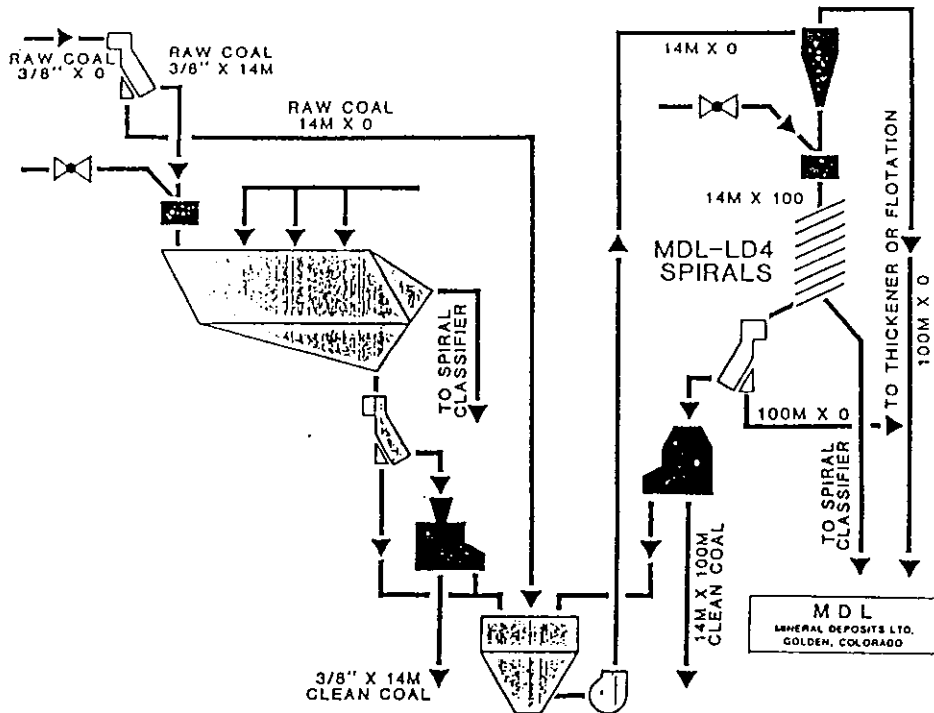 RAW COAL
3/8" X 0
RAW COAL
3/8" X 14M
RAW COAL
14M X 0
14M X 0
14M X 100
MDL-LD4
SPIRALS
TO THICKENER OR FLOTATION
100M X 0
TO SPIRAL
CLASSIFIER
100M X 0
TO SPIRAL
CLASSIFIER
14M X 100M
CLEAN COAL
3/8" X 14M
CLEAN COAL
MDL
MINERAL DEPOSITS LTD.
GOLDEN, COLORADO